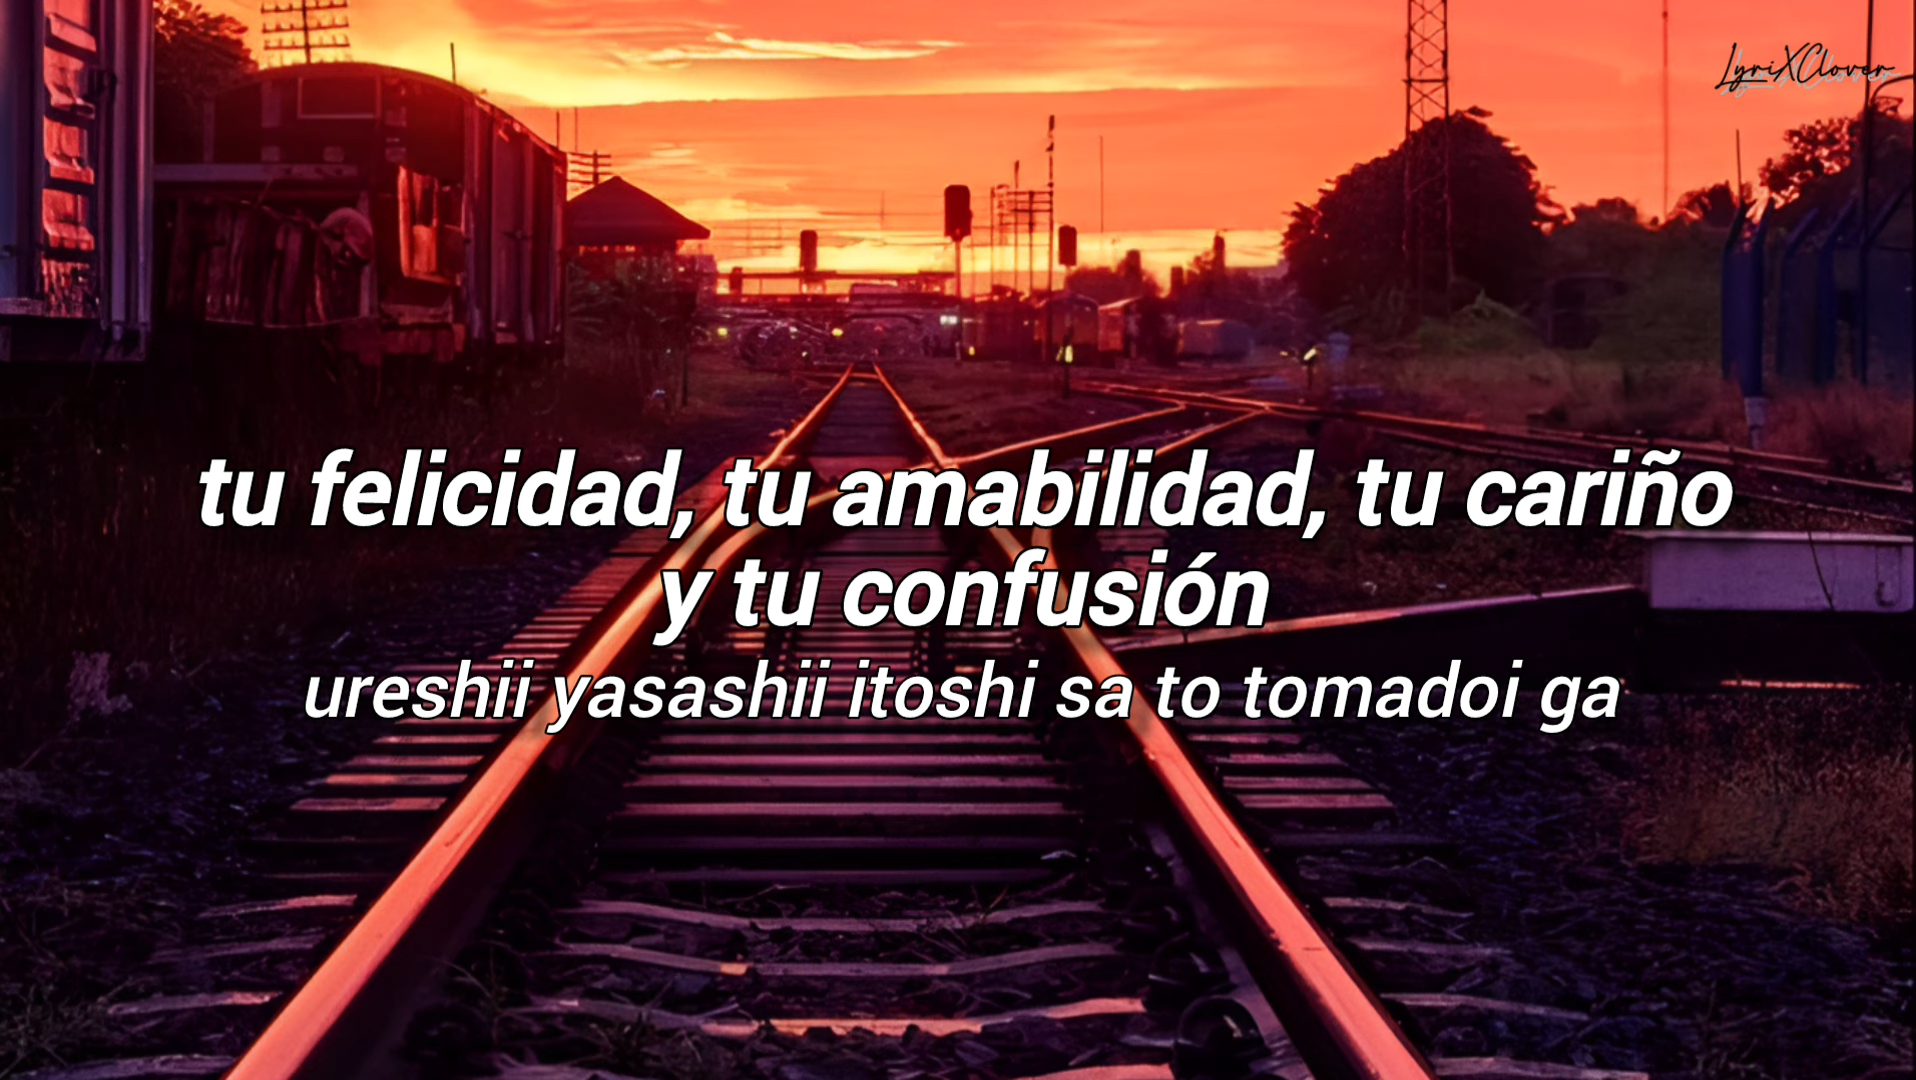 LyriXClover
tu felicidad, tu amabilidad, tu cariño
y tu confusión
ureshii yasashii itoshi sa to tomadoi ga